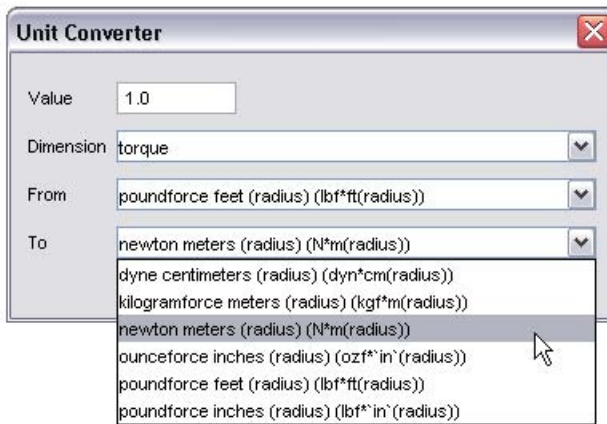 Unit Converter
Value 1.0
Dimension torque
From poundforce feet (radius) (lbf*ft(radius))
To newton meters (radius) (N*m(radius))
dyne centimeters (radius) (dyn*cm(radius))
kilogramforce meters (radius) (kgf*m(radius))
newton meters (radius) (N*m(radius))
ounceforce inches (radius) (ozf*`in`(radius))
poundforce feet (radius) (lbf*ft(radius))
poundforce inches (radius) (lbf*`in`(radius))